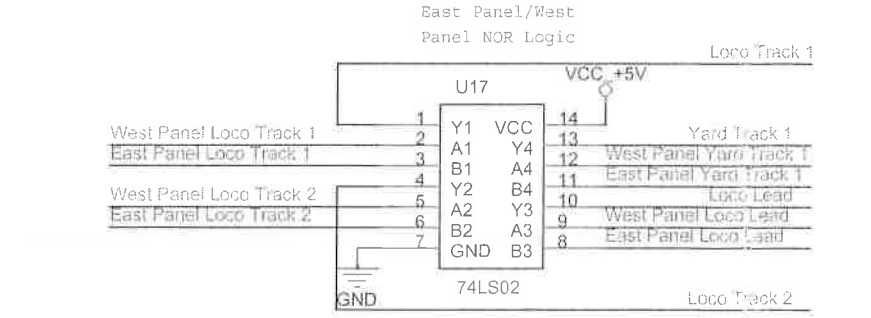 East Panel/West
Panel NOR Logic
Loco Track 1
VCC +5V
U17
1
14
West Panel Loco Track 1
Y1
VCC
2
13
Yard Track 1
East Panel Loco Track 1
A1
Y4
West Panel Yard Track 1
3
12
B1
A4
East Panel Yard Track 1
4
11
West Panel Loco Track 2
Y2
B4
Loco Lead
5
10
East Panel Loco Track 2
A2
Y3
West Panel Loco Lead
6
9
B2
A3
East Panel Loco Lead
7
8
GND
B3
GND
74LS02
Loco Track 2